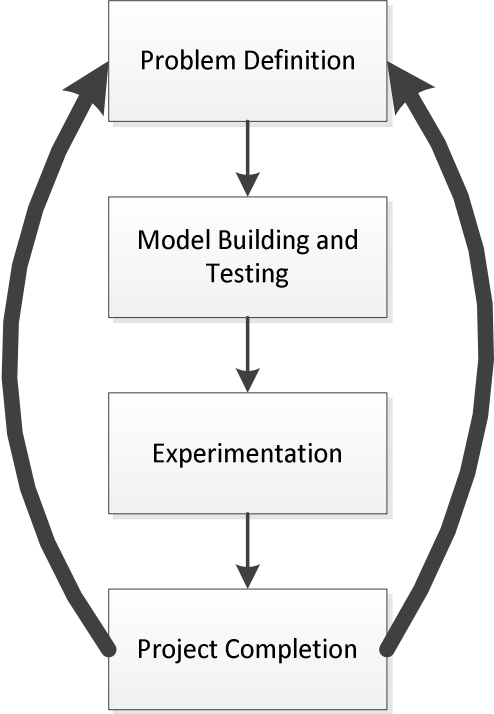 Problem Definition
Model Building and
Testing
Experimentation
Project Completion